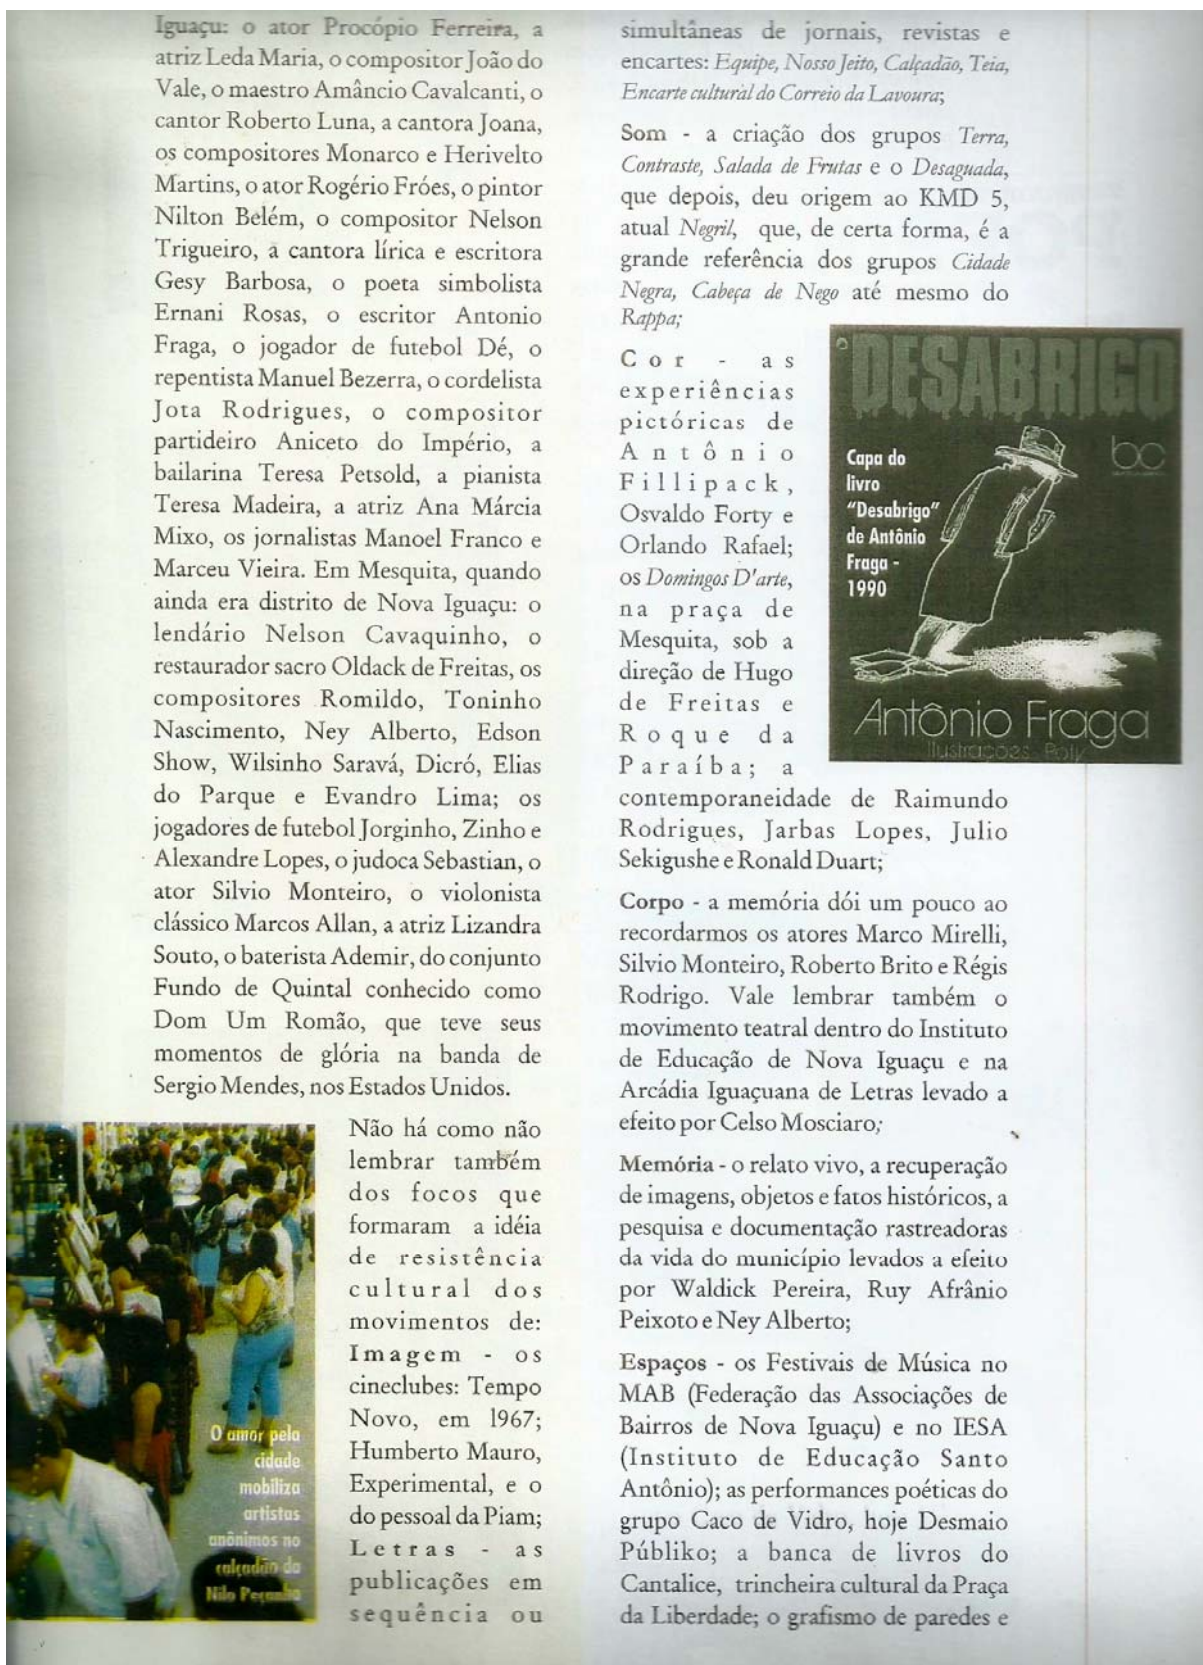 Iguaçu: o ator Procópio Ferreira, a
atriz Leda Maria, o compositor João do
Vale, o maestro Amâncio Cavalcanti, o
cantor Roberto Luna, a cantora Joana,
os compositores Monarco e Herivelto
Martins, o ator Rogério Fróes, o pintor
Nilton Belém, o compositor Nelson
Trigueiro, a cantora lírica e escritora
Gesy Barbosa, o poeta simbolista
Ernani Rosas, o escritor Antonio
Fraga, o jogador de futebol Dé, o
repentista Manuel Bezerra, o cordelista
Jota Rodrigues, o compositor
partideiro Aniceto do Império, a
bailarina Teresa Petsold, a pianista
Teresa Madeira, a atriz Ana Márcia
Mixo, os jornalistas Manoel Franco e
Marceu Vieira. Em Mesquita, quando
ainda era distrito de Nova Iguaçu: o
lendário Nelson Cavaquinho, o
restaurador sacro Oldack de Freitas, os
compositores Romildo, Toninho
Nascimento, Ney Alberto, Edson
Show, Wilsinho Saravá, Dicró, Elias
do Parque e Evandro Lima; os
jogadores de futebol Jorginho, Zinho e
Alexandre Lopes, o judoca Sebastian, o
ator Silvio Monteiro, o violonista
clássico Marcos Allan, a atriz Lizandra
Souto, o baterista Ademir, do conjunto
Fundo de Quintal conhecido como
Dom Um Romão, que teve seus
momentos de glória na banda de
Sergio Mendes, nos Estados Unidos.
Não há como não
lembrar também
dos focos que
formaram a idéia
de resistência
cultural dos
movimentos de:
Imagem - os
cineclubes: Tempo
Novo, em 1967;
Humberto Mauro,
Experimental, e o
do pessoal da Piam;
Letras - as
publicações em
sequência ou
O amor pela
cidade
mobiliza
artistas
anônimos no
calçadão da
Nilo Peçanha
simultâneas de jornais, revistas e
encartes: Equipe, Nosso Jeito, Calçadão, Teia,
Encarte cultural do Correio da Lavoura;
Som - a criação dos grupos Terra,
Contraste, Salada de Frutas e o Desaguada,
que depois, deu origem ao KMD 5,
atual Negril, que, de certa forma, é a
grande referência dos grupos Cidade
Negra, Cabeça de Nego até mesmo do
Rappa;
Cor - as
experiências
pictóricas de
Antônio
Fillipack,
Osvaldo Forty e
Orlando Rafael;
os Domingos D'arte,
na praça de
Mesquita, sob a
direção de Hugo
de Freitas e
Roque da
Paraíba; a
contemporaneidade de Raimundo
Rodrigues, Jarbas Lopes, Julio
Sekigushe e Ronald Duart;
DESABRIGO
bc
Capa do
livro
"Desabrigo"
de Antônio
Fraga -
1990
Antônio Fraga
Ilustrações Poty
Corpo - a memória dói um pouco ao
recordarmos os atores Marco Mirelli,
Silvio Monteiro, Roberto Brito e Régis
Rodrigo. Vale lembrar também o
movimento teatral dentro do Instituto
de Educação de Nova Iguaçu e na
Arcádia Iguaçuana de Letras levado a
efeito por Celso Mosciaro;
Memória - o relato vivo, a recuperação
de imagens, objetos e fatos históricos, a
pesquisa e documentação rastreadoras
da vida do município levados a efeito
por Waldick Pereira, Ruy Afrânio
Peixoto e Ney Alberto;
Espaços - os Festivais de Música no
MAB (Federação das Associações de
Bairros de Nova Iguaçu) e no IESA
(Instituto de Educação Santo
Antônio); as performances poéticas do
grupo Caco de Vidro, hoje Desmaio
Públiko; a banca de livros do
Cantalice, trincheira cultural da Praça
da Liberdade; o grafismo de paredes e